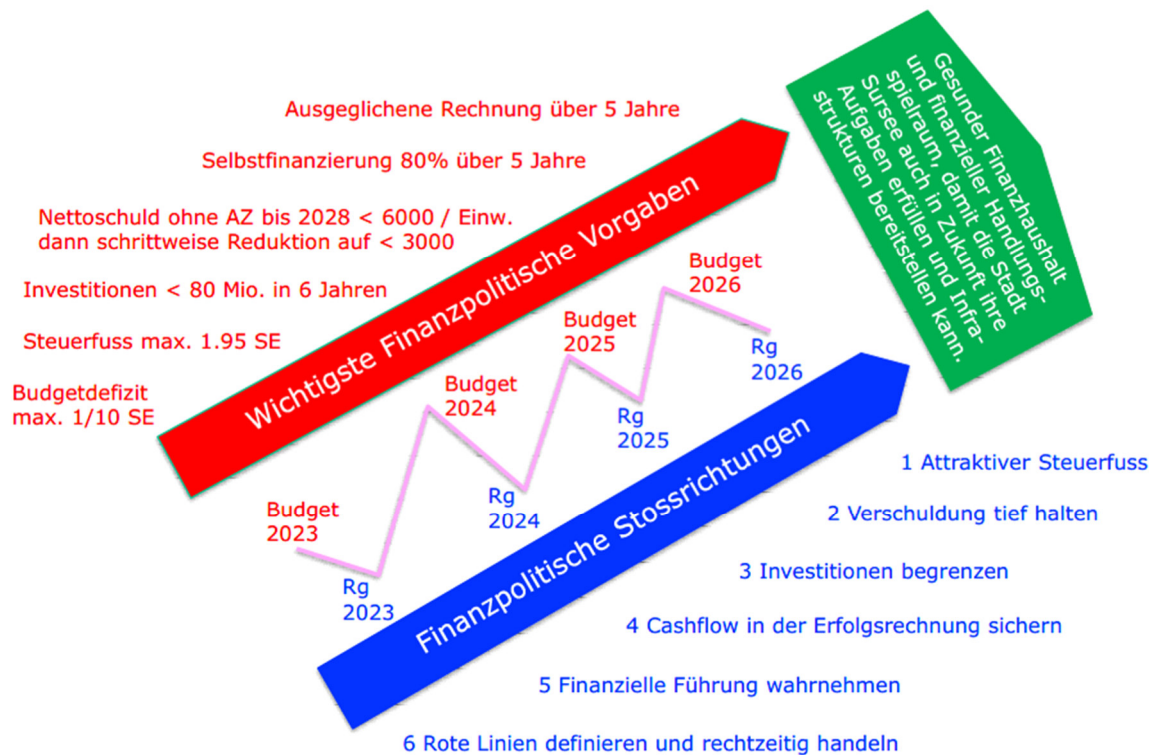 Ausgeglichene Rechnung über 5 Jahre
Selbstfinanzierung 80% über 5 Jahre
Nettoschuld ohne AZ bis 2028 < 6000 / Einw.
dann schrittweise Reduktion auf < 3000
Investitionen < 80 Mio. in 6 Jahren
Steuerfuss max. 1.95 SE
Budgetdefizit
max. 1/10 SE
Wichtigste Finanzpolitische Vorgaben
Gesunder Finanzhaushalt
und finanzieller Handlungs-
spielraum, damit die Stadt
Sursee auch in Zukunft ihre
Aufgaben erfüllen und Infra-
strukturen bereitstellen kann.
Budget
2023
Rg
2023
Budget
2024
Rg
2024
Budget
2025
Rg
2025
Budget
2026
Rg
2026
Finanzpolitische Stossrichtungen
1 Attraktiver Steuerfuss
2 Verschuldung tief halten
3 Investitionen begrenzen
4 Cashflow in der Erfolgsrechnung sichern
5 Finanzielle Führung wahrnehmen
6 Rote Linien definieren und rechtzeitig handeln